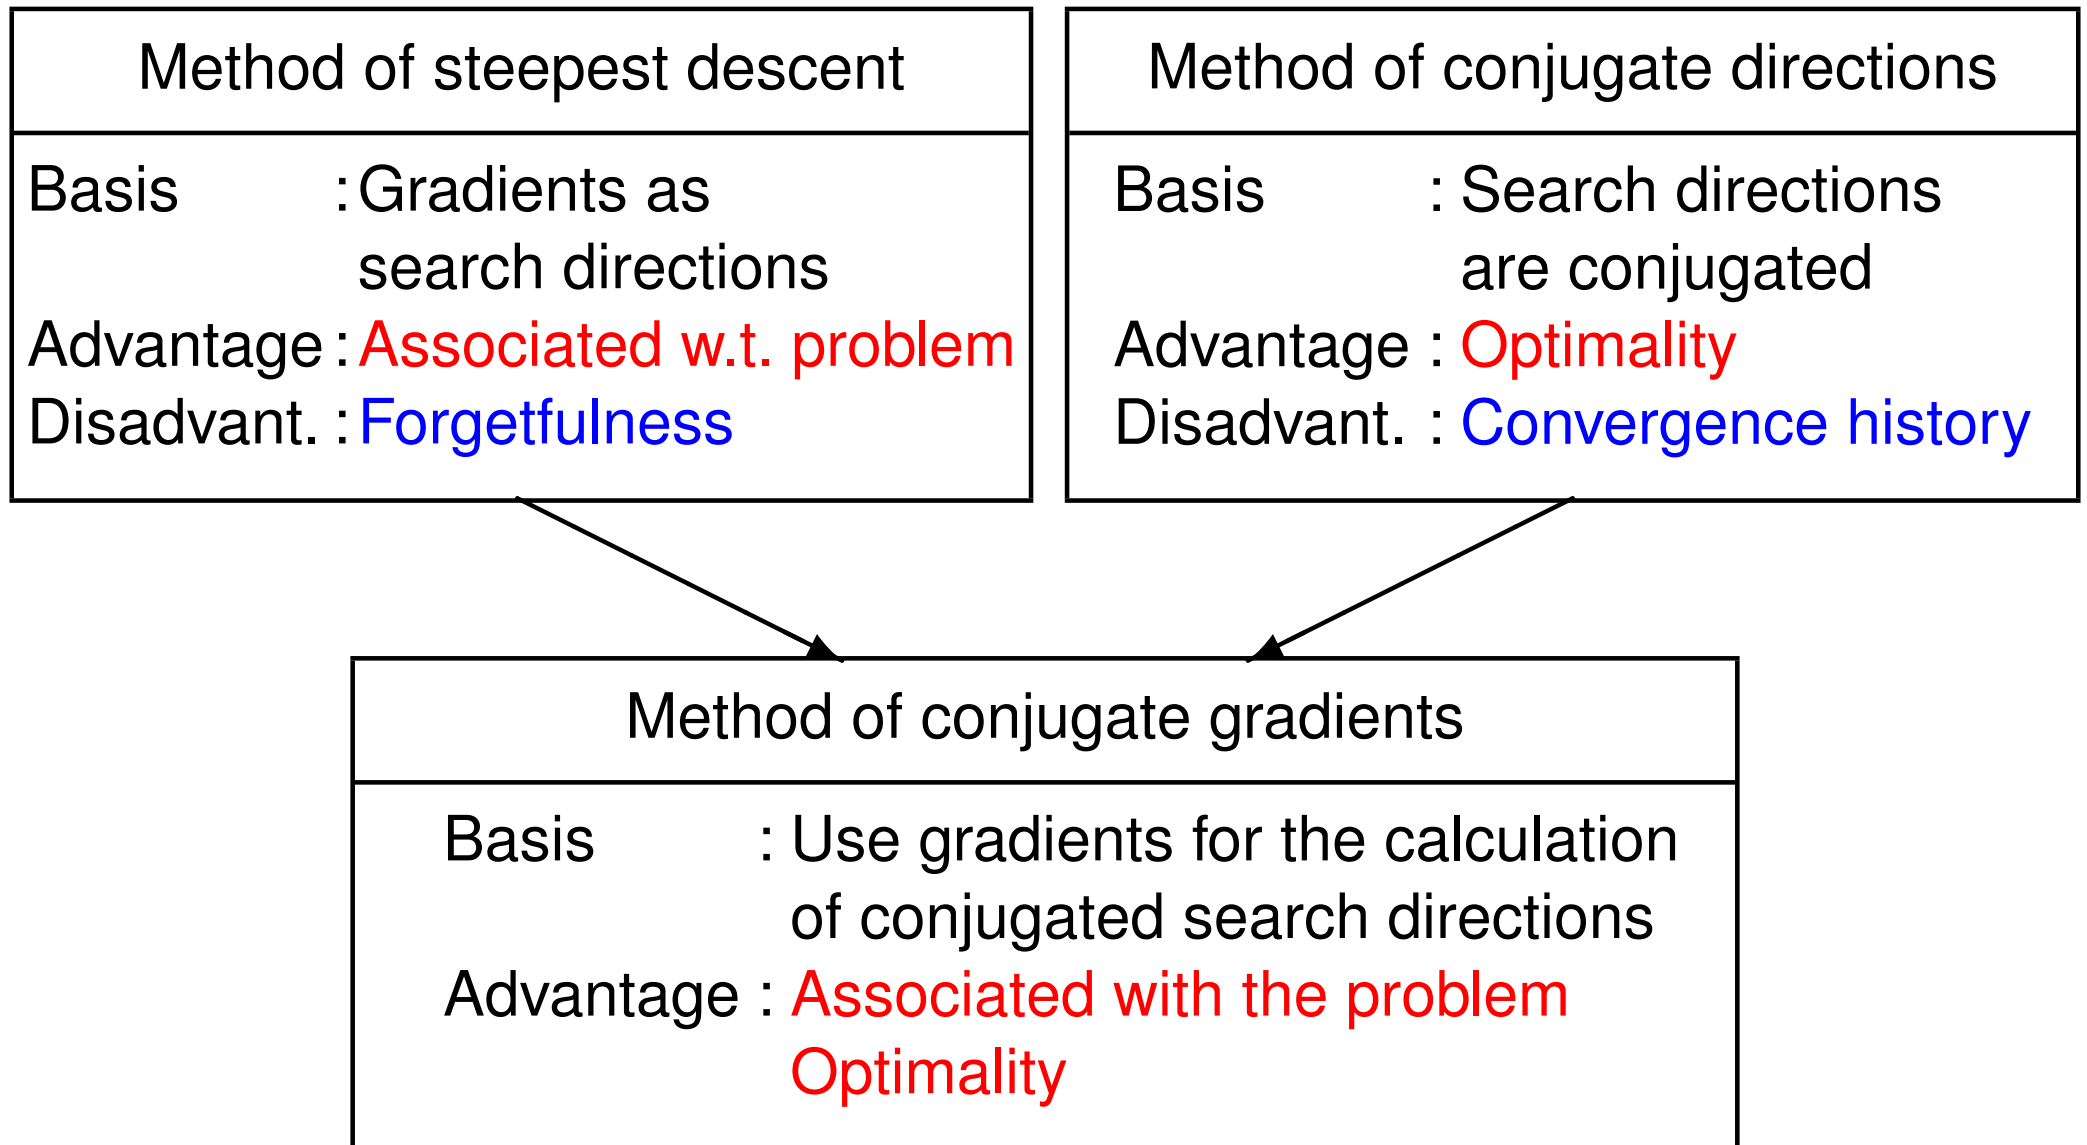 Method of steepest descent
Basis : Gradients as
search directions
Advantage : Associated w.t. problem
Disadvant. : Forgetfulness
Method of conjugate directions
Basis : Search directions
are conjugated
Advantage : Optimality
Disadvant. : Convergence history
Method of conjugate gradients
Basis : Use gradients for the calculation
of conjugated search directions
Advantage : Associated with the problem
Optimality